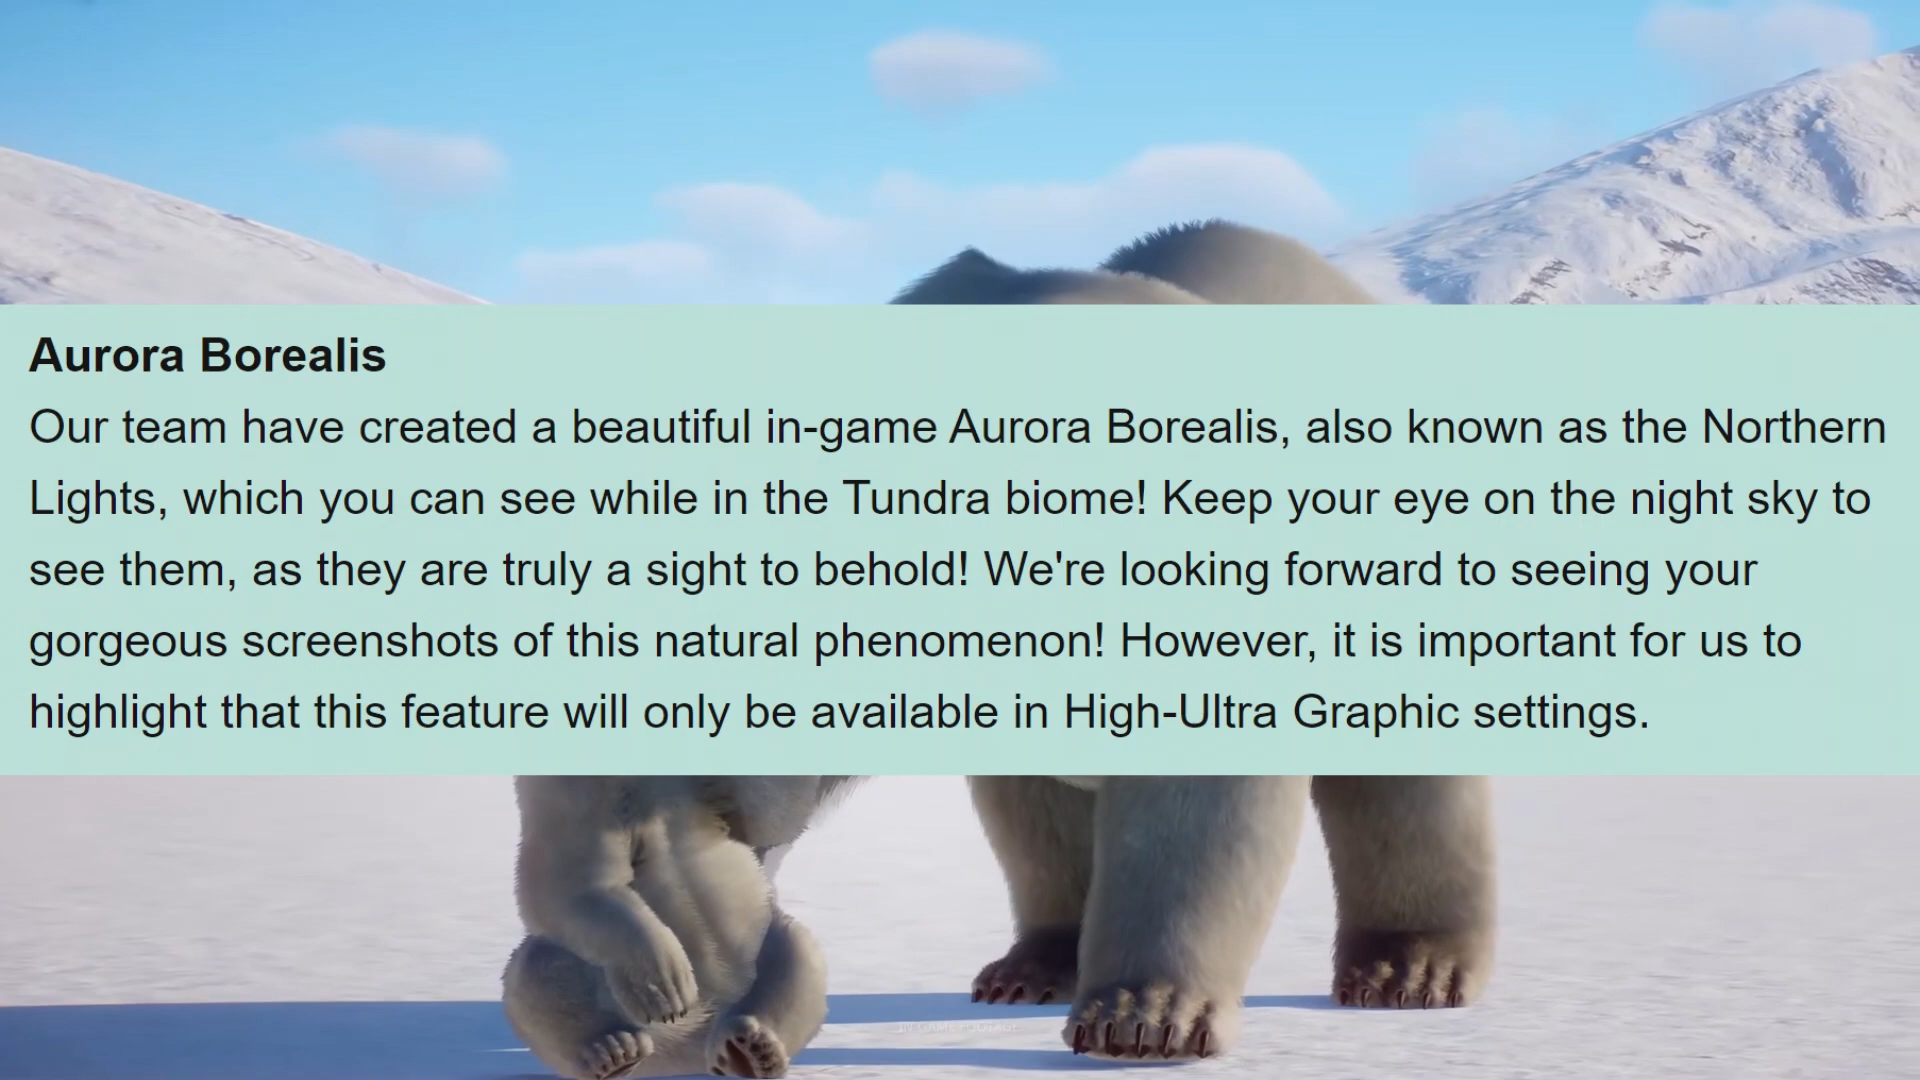 Aurora Borealis
Our team have created a beautiful in-game Aurora Borealis, also known as the Northern
Lights, which you can see while in the Tundra biome! Keep your eye on the night sky to
see them, as they are truly a sight to behold! We're looking forward to seeing your
gorgeous screenshots of this natural phenomenon! However, it is important for us to
highlight that this feature will only be available in High-Ultra Graphic settings.